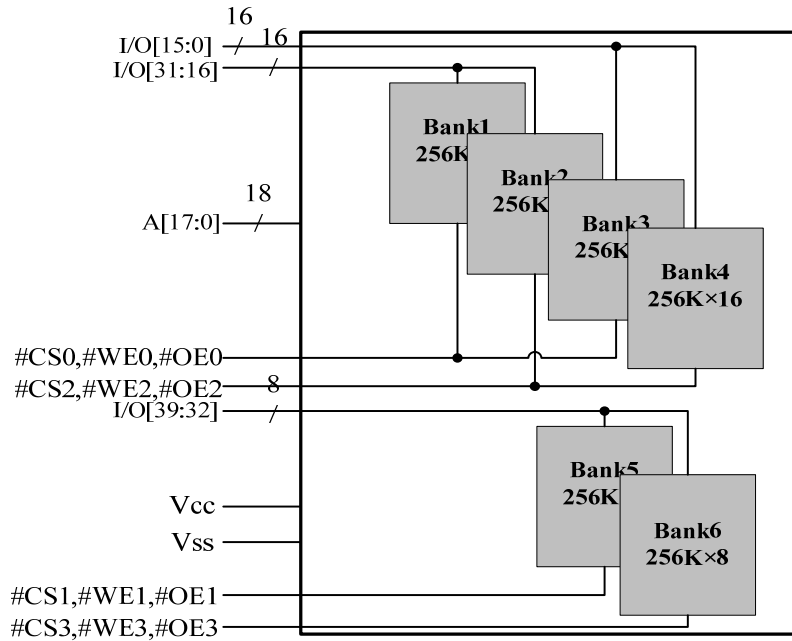 16
I/O[15:0]
16
I/O[31:16]
Bank1
256K
Bank2
256K
Bank3
256K
Bank4
256K×16
18
A[17:0]
#CS0,#WE0,#OE0
#CS2,#WE2,#OE2
8
I/O[39:32]
Bank5
256K
Bank6
256K×8
Vcc
Vss
#CS1,#WE1,#OE1
#CS3,#WE3,#OE3